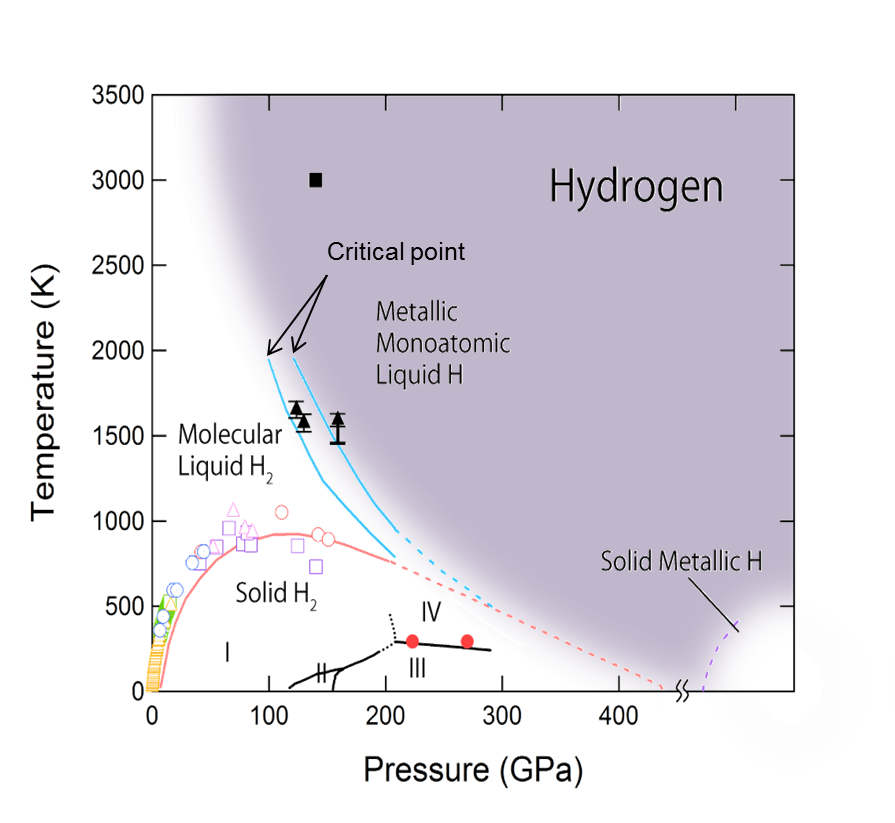 3500
3000
2500
2000
1500
1000
500
0
Temperature (K)
Hydrogen
Critical point
Metallic
Monoatomic
Liquid H
Molecular
Liquid H₂
Solid Metallic H
Solid H₂
IV
I
II
III
0
100
200
300
400
Pressure (GPa)